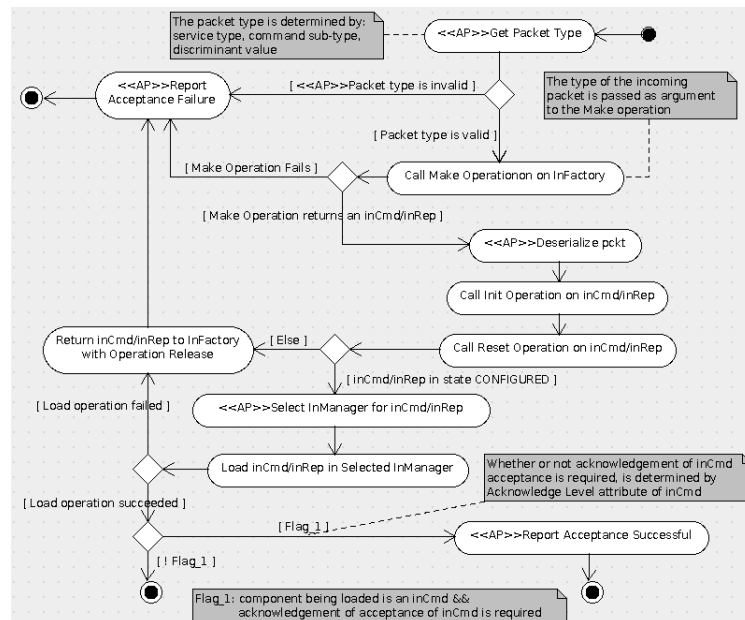 The packet type is determined by:
service type, command sub-type,
discriminant value
<<AP>>Get Packet Type
<<AP>>Report
Acceptance Failure
[ <<AP>>Packet type is invalid ]
The type of the incoming
packet is passed as argument
to the Make operation
[ Packet type is valid ]
[ Make Operation Fails ]
Call Make Operationon on InFactory
[ Make Operation returns an inCmd/inRep ]
<<AP>>Deserialize pckt
Call Init Operation on inCmd/inRep
Return inCmd/inRep to InFactory
with Operation Release
[ Else ]
Call Reset Operation on inCmd/inRep
[ inCmd/inRep in state CONFIGURED ]
[ Load operation failed ]
<<AP>>Select InManager for inCmd/inRep
Load inCmd/inRep in Selected InManager
Whether or not acknowledgement of inCmd
acceptance is required, is determined by
Acknowledge Level attribute of inCmd
[ Load operation succeeded ]
[ Flag_1 ]
<<AP>>Report Acceptance Successful
[ ! Flag_1 ]
Flag_1: component being loaded is an inCmd &&
acknowledgement of acceptance of inCmd is required